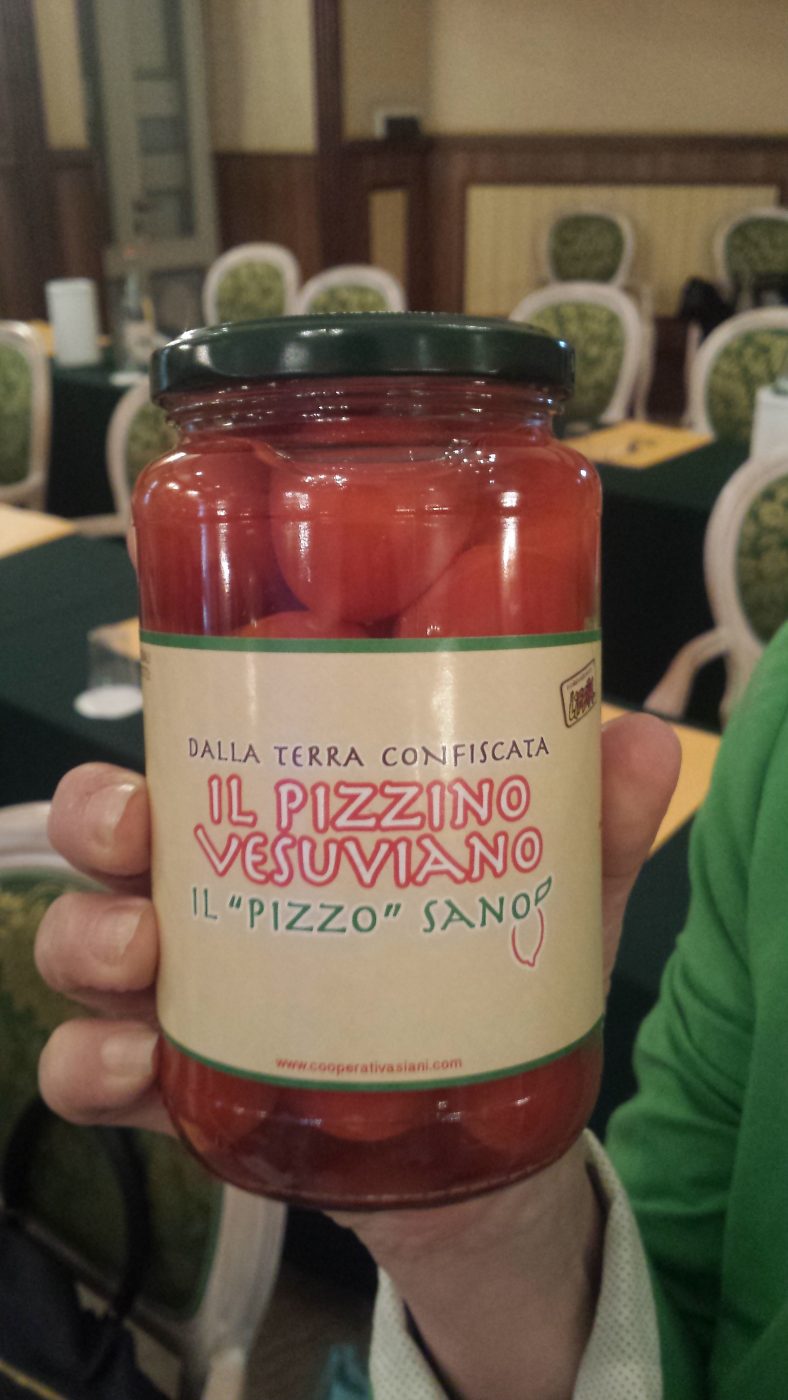 DALLA TERRA CONFISCATA
IL PIZZINO
VESUVIANO
IL "PIZZO" SANO
www.cooperativasiani.com